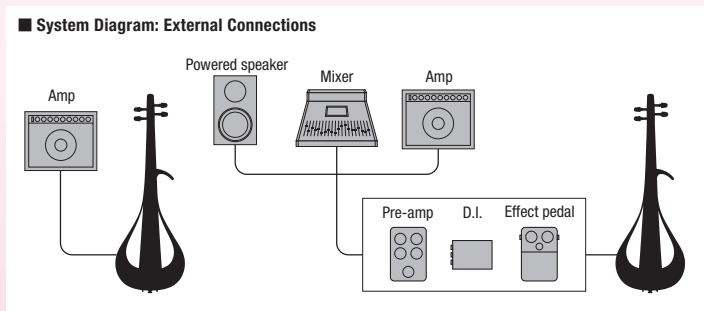 ■ System Diagram: External Connections
Powered speaker
Mixer
Amp
Amp
Pre-amp
D.I.
Effect pedal